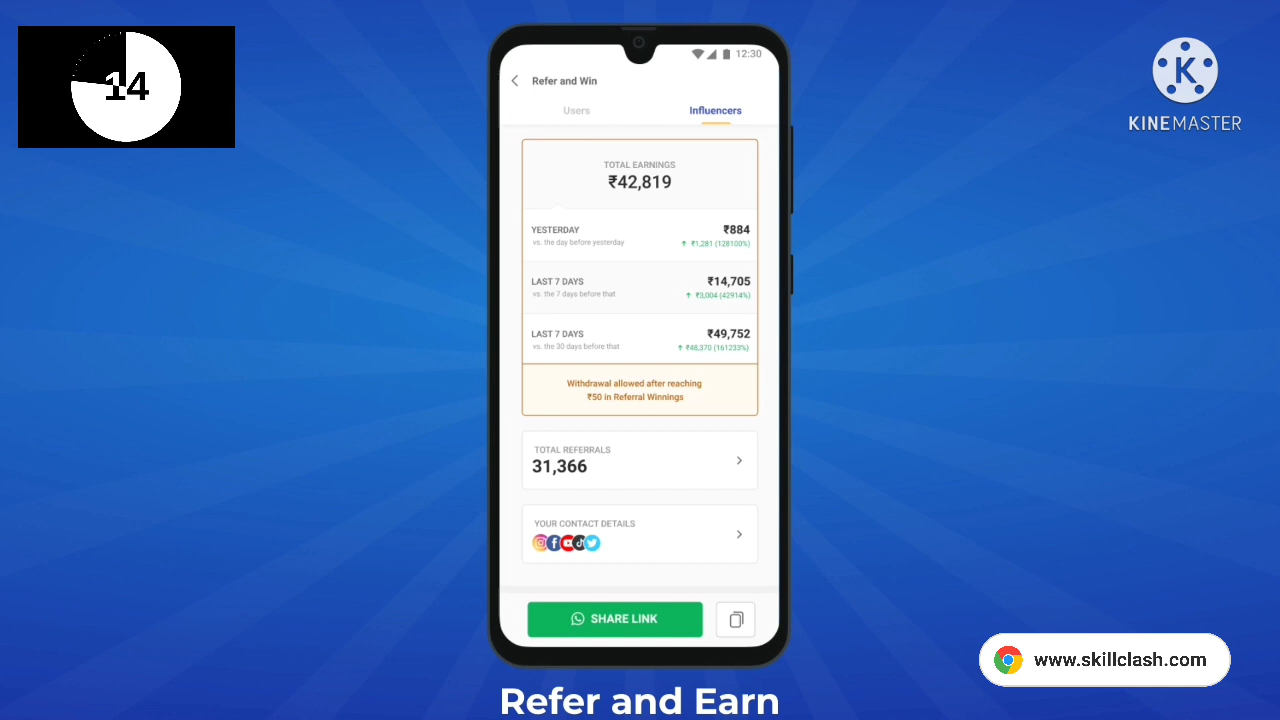 14
KINEMASTER
12:30
Refer and Win
Users
Influencers
TOTAL EARNINGS
₹42,819
YESTERDAY
₹884
vs. the day before yesterday
↑ ₹1,281 (128100%)
LAST 7 DAYS
₹14,705
vs. the 7 days before that
↑ ₹3,004 (42914%)
LAST 7 DAYS
₹49,752
vs. the 30 days before that
↑ ₹48,370 (161233%)
Withdrawal allowed after reaching
₹50 in Referral Winnings
TOTAL REFERRALS
31,366
YOUR CONTACT DETAILS
SHARE LINK
www.skillclash.com
Refer and Earn